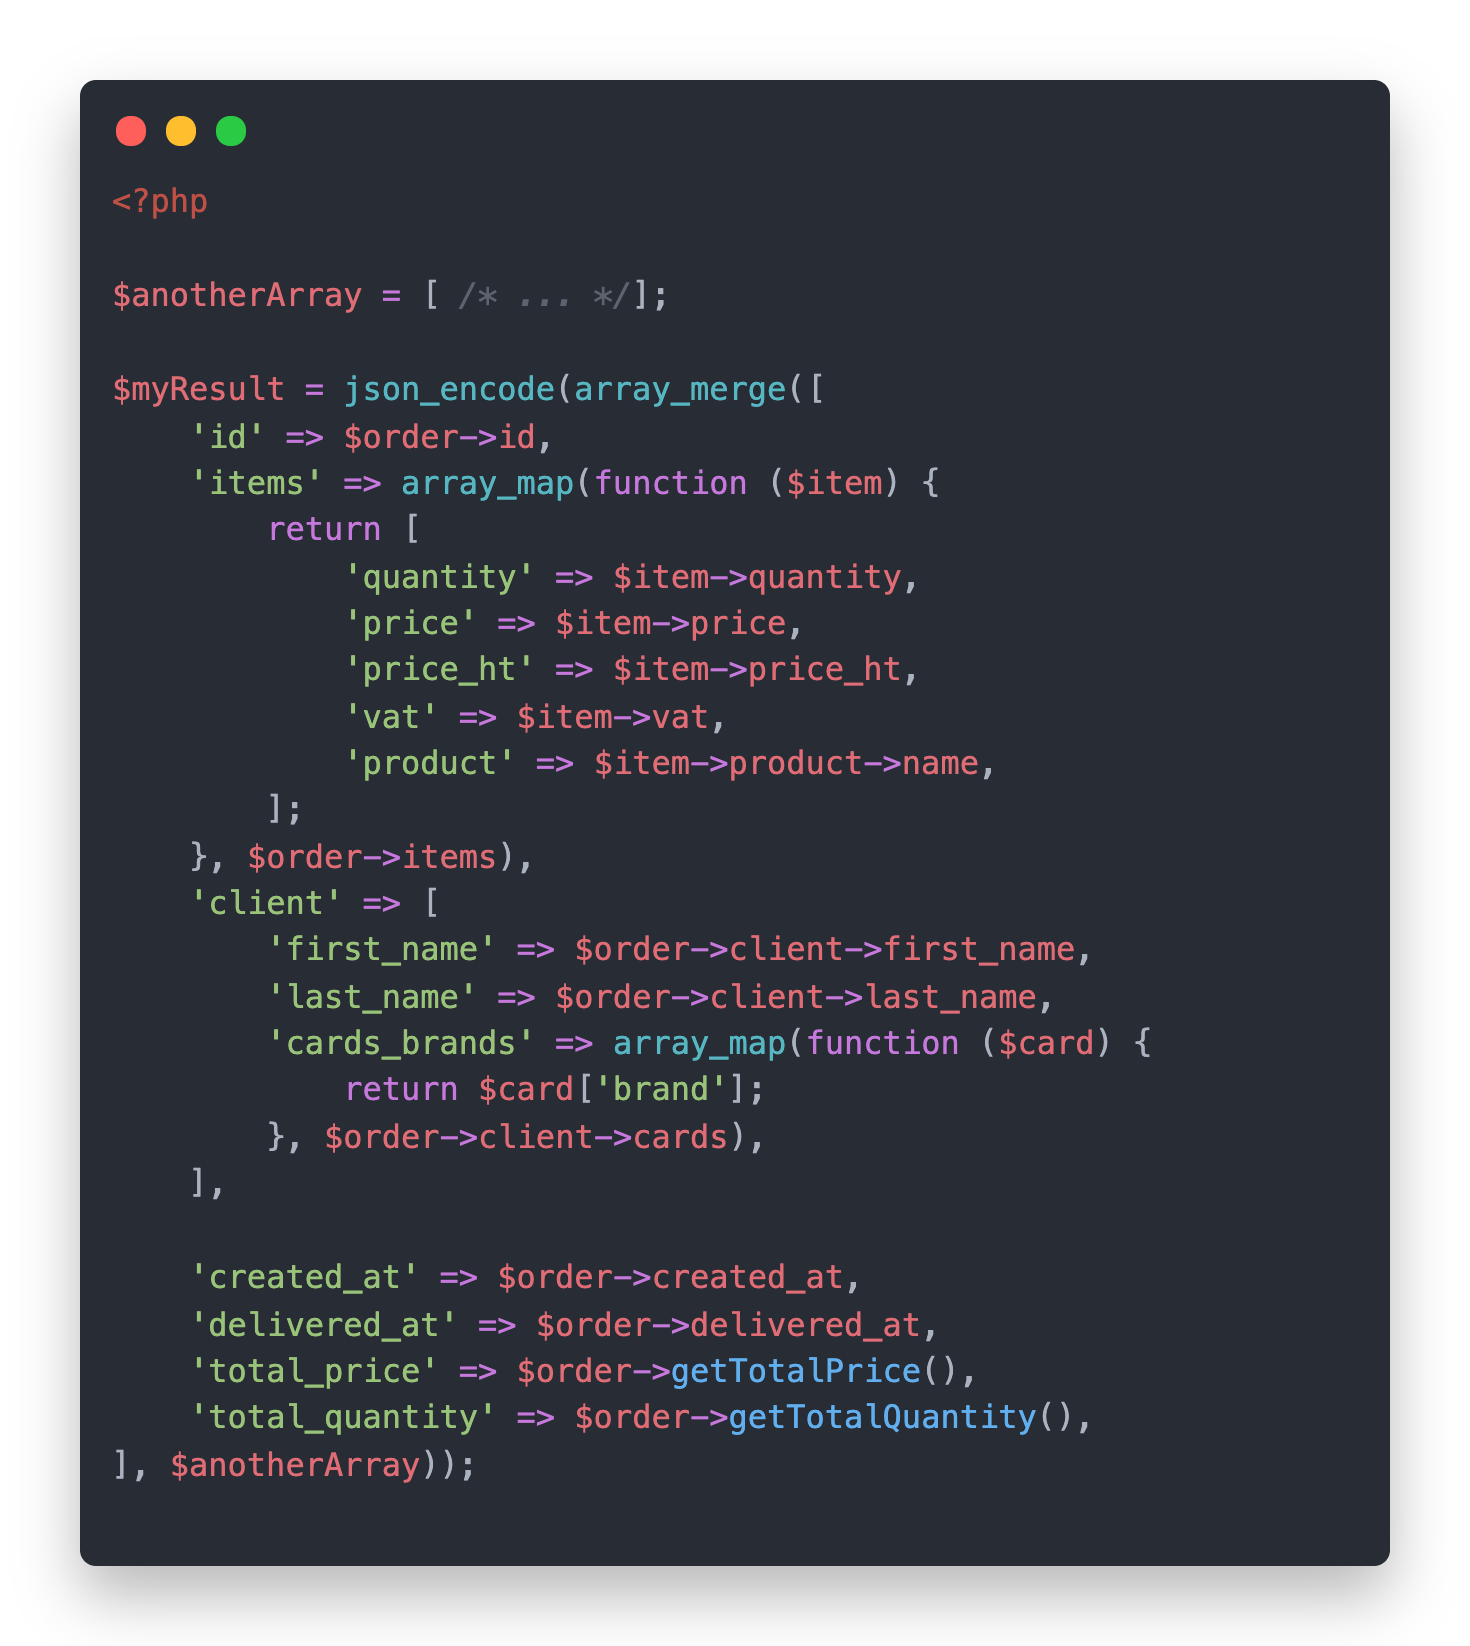 <?php

$anotherArray = [ /* ... */];

$myResult = json_encode(array_merge([
    'id' => $order->id,
    'items' => array_map(function ($item) {
        return [
            'quantity' => $item->quantity,
            'price' => $item->price,
            'price_ht' => $item->price_ht,
            'vat' => $item->vat,
            'product' => $item->product->name,
        ];
    }, $order->items),
    'client' => [
        'first_name' => $order->client->first_name,
        'last_name' => $order->client->last_name,
        'cards_brands' => array_map(function ($card) {
            return $card['brand'];
        }, $order->client->cards),
    ],

    'created_at' => $order->created_at,
    'delivered_at' => $order->delivered_at,
    'total_price' => $order->getTotalPrice(),
    'total_quantity' => $order->getTotalQuantity(),
], $anotherArray));